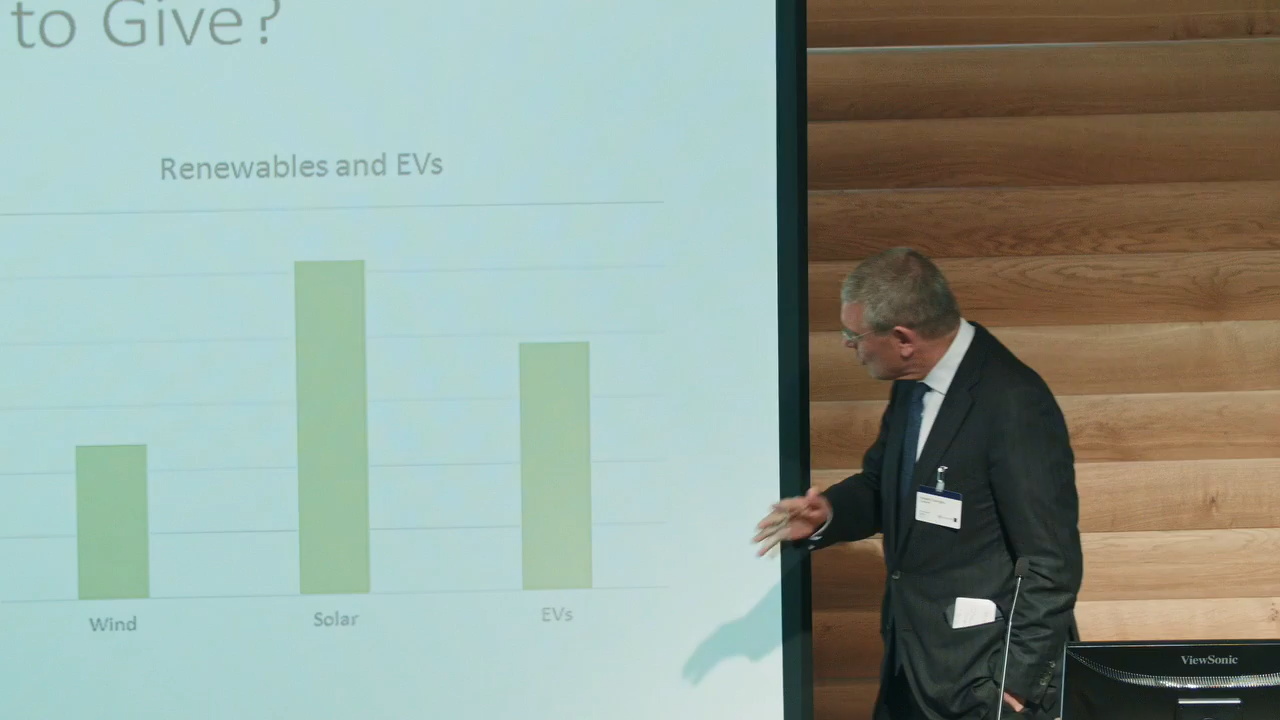 to Give?
Renewables and EVs
Wind
Solar
EVs
ViewSonic